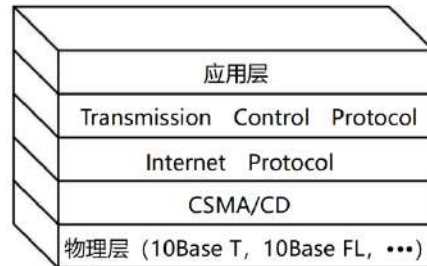 应用层
Transmission Control Protocol
Internet Protocol
CSMA/CD
物理层（10Base T，10Base FL，•••）